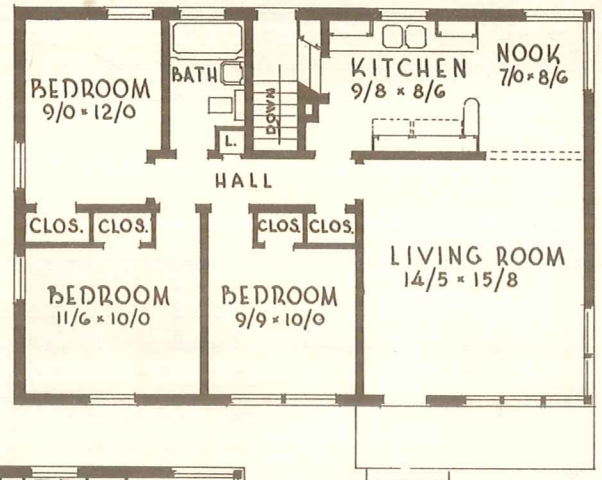 BEDROOM
9/0 × 12/0
BATH
L.
DOWN
KITCHEN
9/8 × 8/6
NOOK
7/0 × 8/6
HALL
CLOS.
CLOS.
CLOS.
CLOS.
BEDROOM
11/6 × 10/0
BEDROOM
9/9 × 10/0
LIVING ROOM
14/5 × 15/8